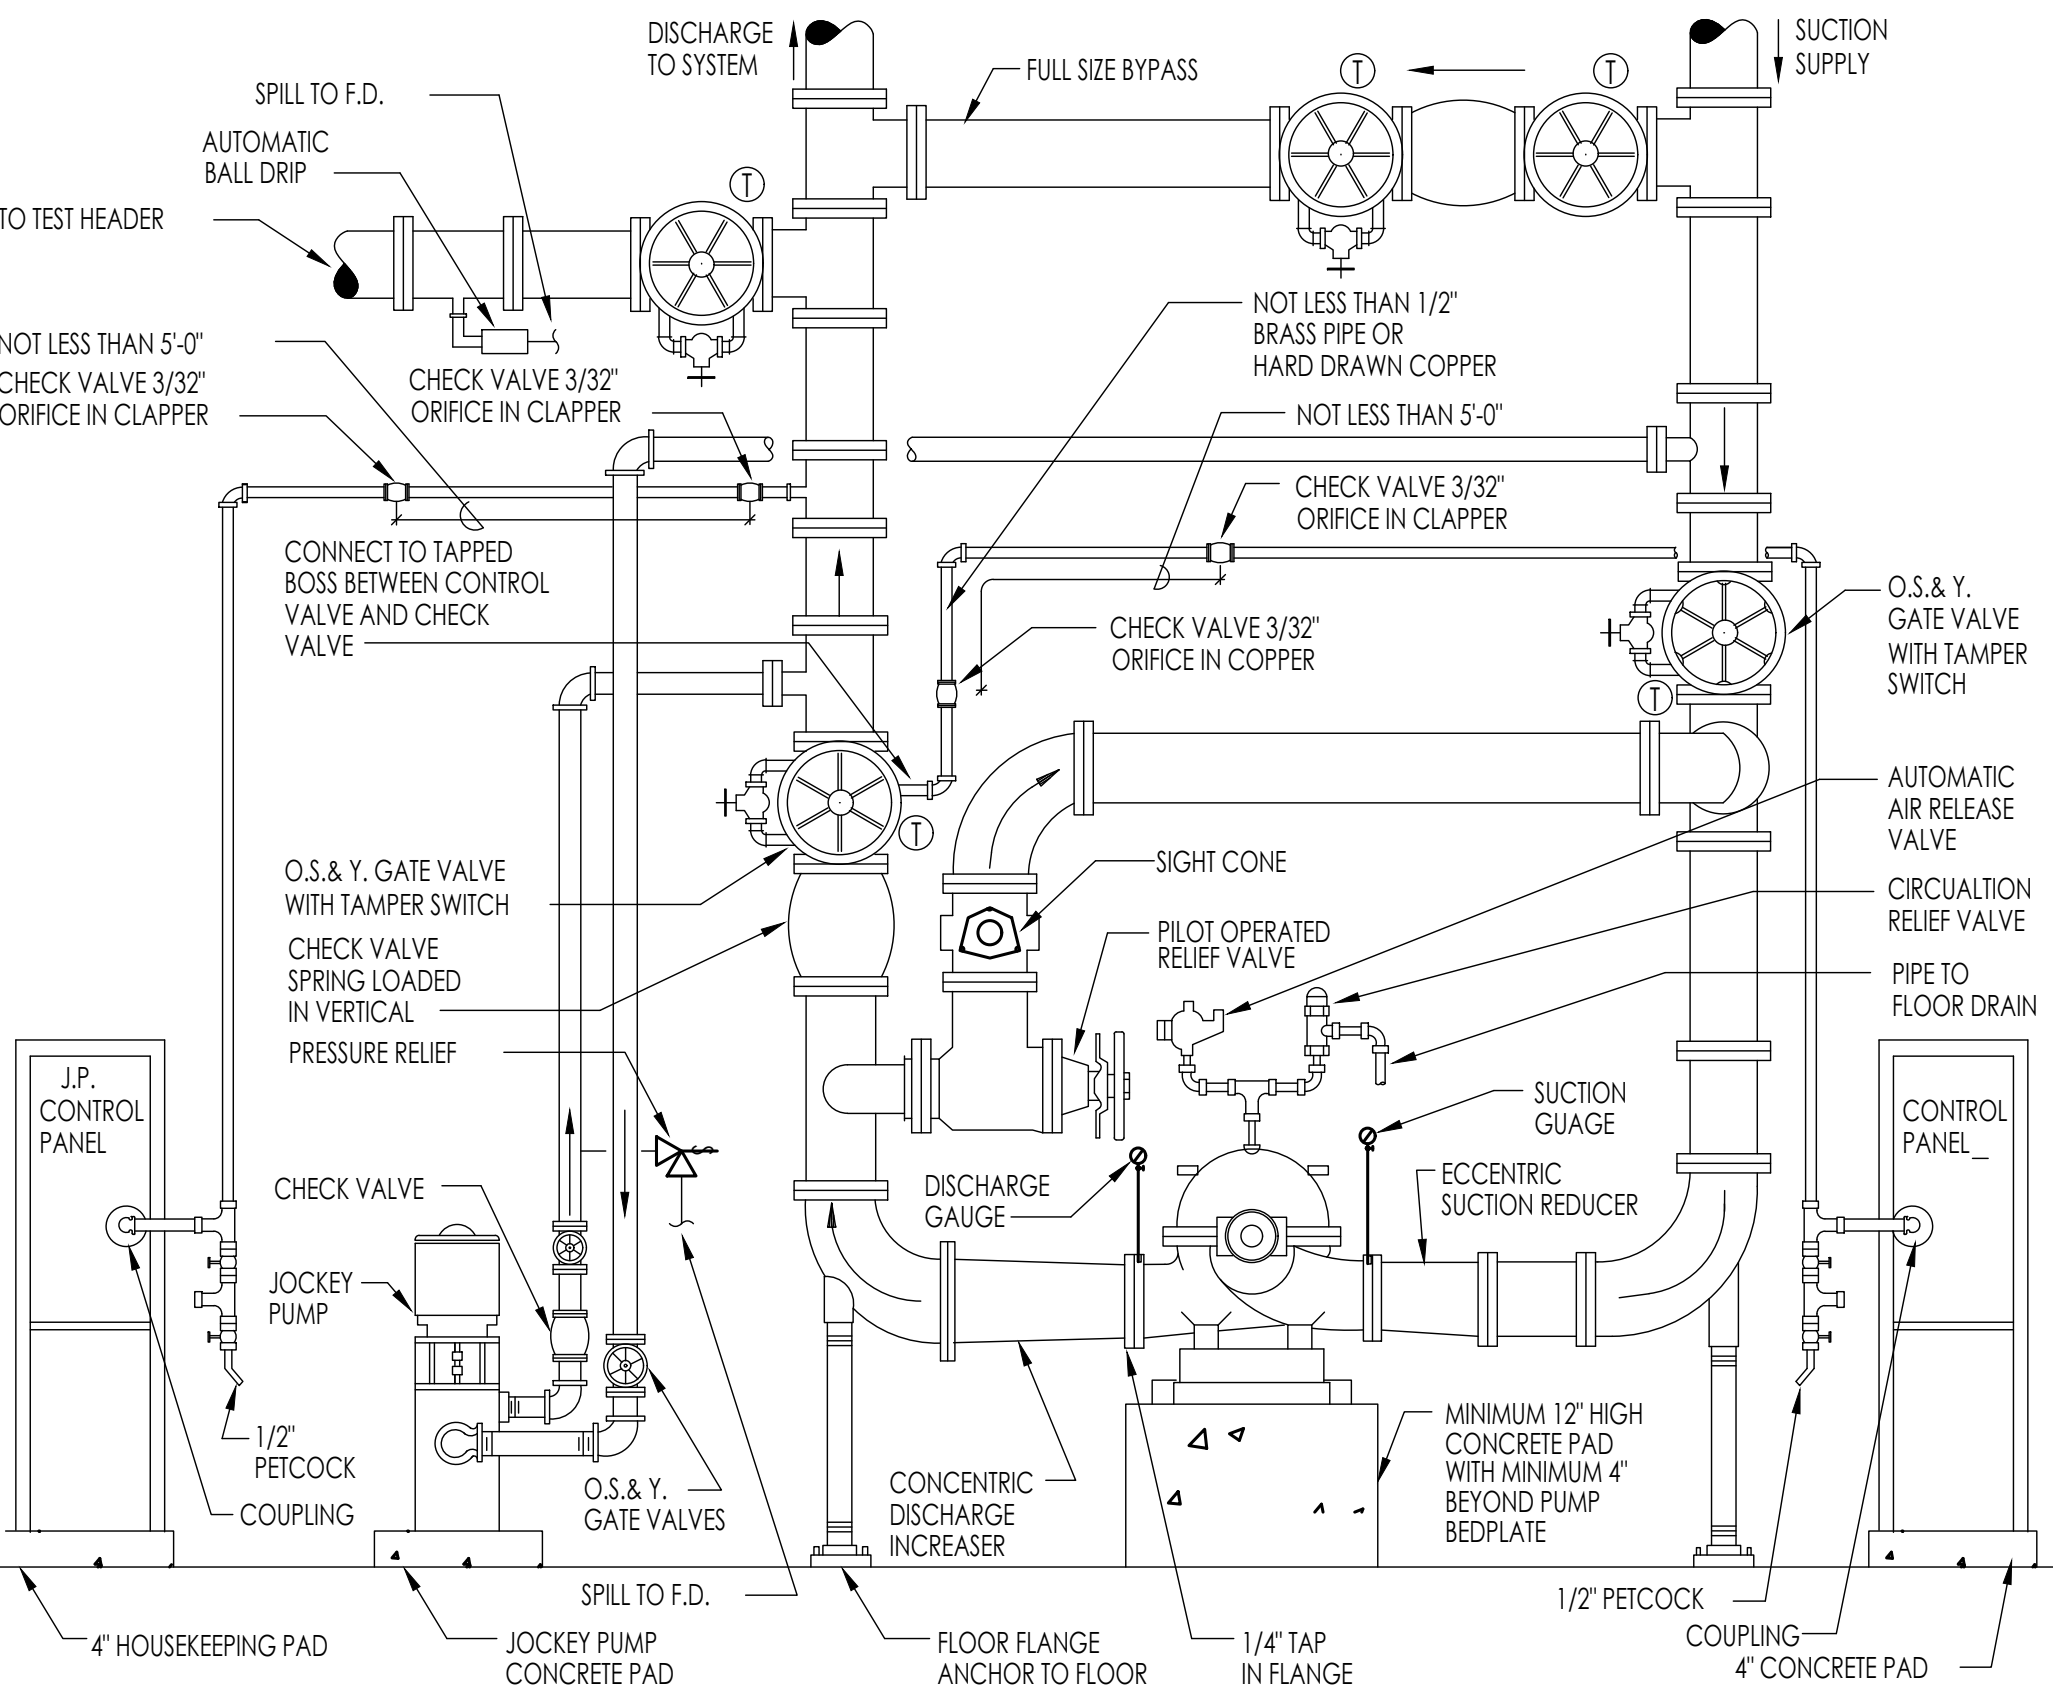 DISCHARGE
TO SYSTEM
SUCTION
SUPPLY
FULL SIZE BYPASS
T
T
SPILL TO F.D.
AUTOMATIC
BALL DRIP
T
TO TEST HEADER
NOT LESS THAN 5'-0"
CHECK VALVE 3/32"
ORIFICE IN CLAPPER
CHECK VALVE 3/32"
ORIFICE IN CLAPPER
NOT LESS THAN 1/2"
BRASS PIPE OR
HARD DRAWN COPPER
NOT LESS THAN 5'-0"
CHECK VALVE 3/32"
ORIFICE IN CLAPPER
CONNECT TO TAPPED
BOSS BETWEEN CONTROL
VALVE AND CHECK
VALVE
CHECK VALVE 3/32"
ORIFICE IN COPPER
O.S.& Y.
GATE VALVE
WITH TAMPER
SWITCH
T
T
AUTOMATIC
AIR RELEASE
VALVE
O.S.& Y. GATE VALVE
WITH TAMPER SWITCH
SIGHT CONE
CIRCUALTION
RELIEF VALVE
CHECK VALVE
SPRING LOADED
IN VERTICAL
PILOT OPERATED
RELIEF VALVE
PIPE TO
FLOOR DRAIN
PRESSURE RELIEF
J.P.
CONTROL
PANEL
SUCTION
GUAGE
CONTROL
PANEL_
CHECK VALVE
DISCHARGE
GAUGE
ECCENTRIC
SUCTION REDUCER
JOCKEY
PUMP
1/2"
PETCOCK
COUPLING
O.S.& Y.
GATE VALVES
CONCENTRIC
DISCHARGE
INCREASER
MINIMUM 12" HIGH
CONCRETE PAD
WITH MINIMUM 4"
BEYOND PUMP
BEDPLATE
SPILL TO F.D.
1/2" PETCOCK
4" HOUSEKEEPING PAD
JOCKEY PUMP
CONCRETE PAD
FLOOR FLANGE
ANCHOR TO FLOOR
1/4" TAP
IN FLANGE
COUPLING
4" CONCRETE PAD